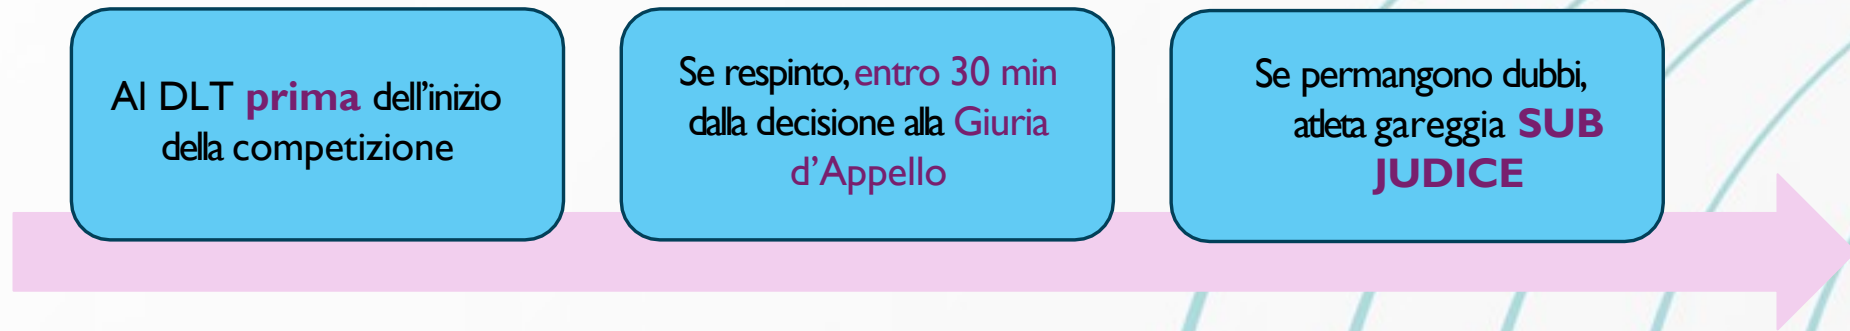 Al DLT prima dell’inizio
della competizione
Se respinto, entro 30 min
dalla decisione alla Giuria
d’Appello
Se permangono dubbi,
atleta gareggia SUB
JUDICE